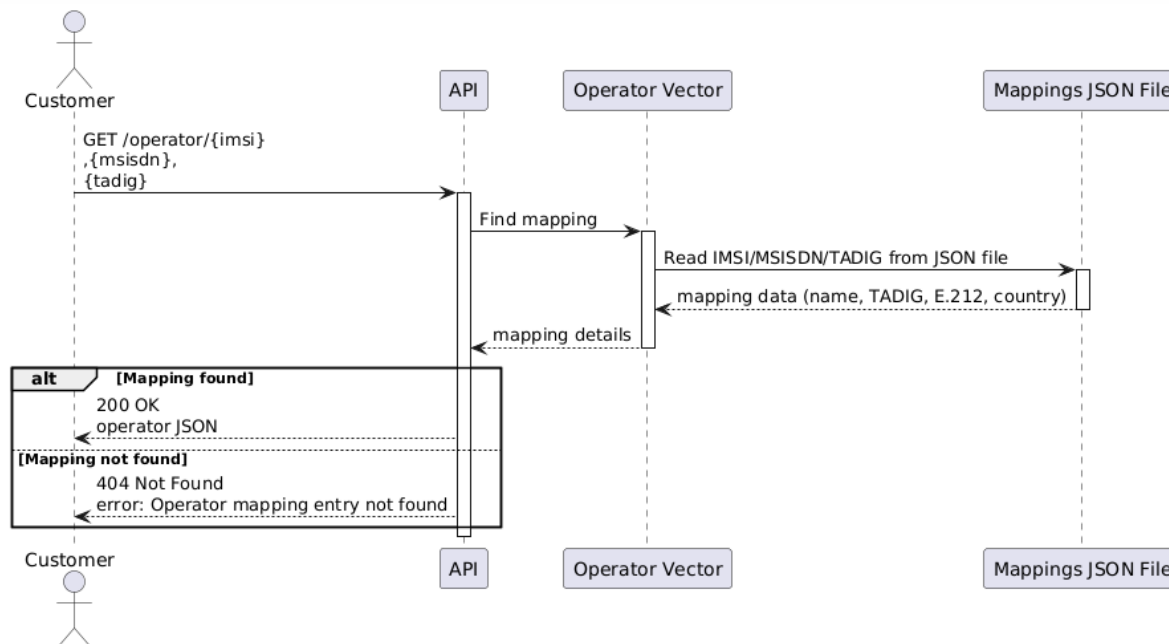 Customer
API
Operator Vector
Mappings JSON File
GET /operator/{imsi}
,{msisdn},
{tadig}
Find mapping
Read IMSI/MSISDN/TADIG from JSON file
mapping data (name, TADIG, E.212, country)
mapping details
alt
[Mapping found]
200 OK
operator JSON
[Mapping not found]
404 Not Found
error: Operator mapping entry not found
Customer
API
Operator Vector
Mappings JSON File